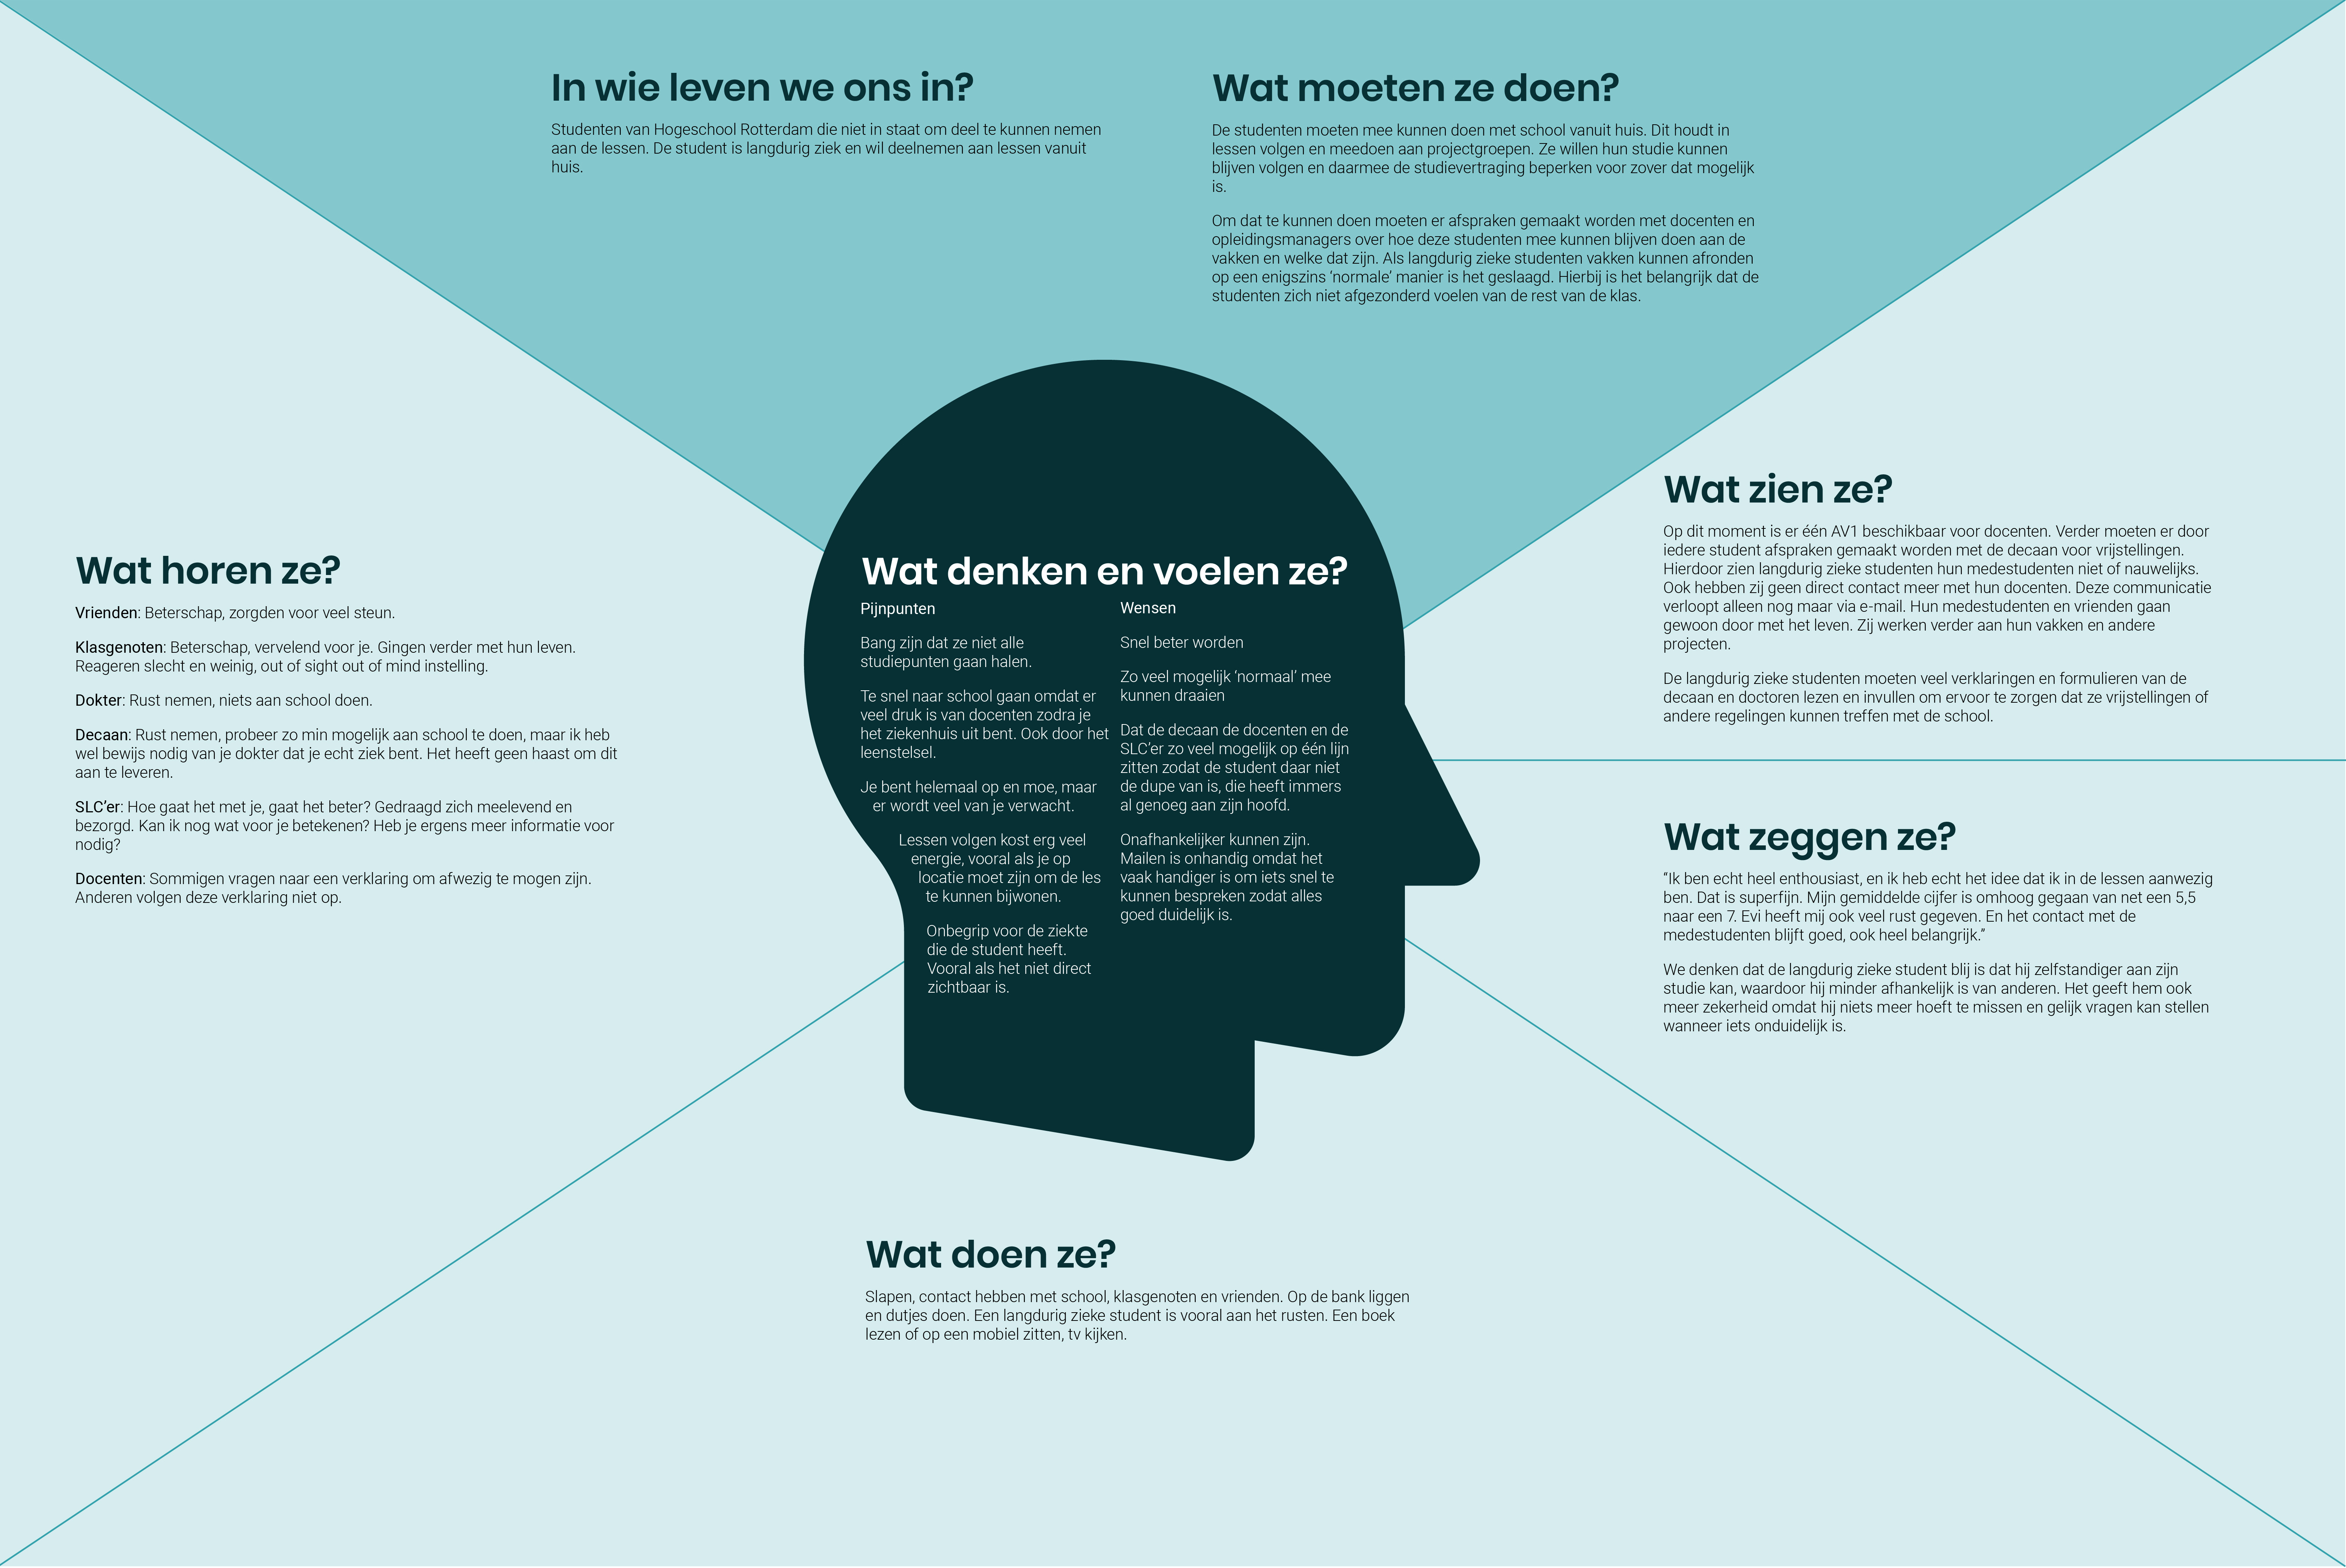 In wie leven we ons in?
Studenten van Hogeschool Rotterdam die niet in staat om deel te kunnen nemen
aan de lessen. De student is langdurig ziek en wil deelnemen aan lessen vanuit
huis.
Wat moeten ze doen?
De studenten moeten mee kunnen doen met school vanuit huis. Dit houdt in
lessen volgen en meedoen aan projectgroepen. Ze willen hun studie kunnen
blijven volgen en daarmee de studievertraging beperken voor zover dat mogelijk
is.
Om dat te kunnen doen moeten er afspraken gemaakt worden met docenten en
opleidingsmanagers over hoe deze studenten mee kunnen blijven doen aan de
vakken en welke dat zijn. Als langdurig zieke studenten vakken kunnen afronden
op een enigszins ‘normale’ manier is het geslaagd. Hierbij is het belangrijk dat de
studenten zich niet afgezonderd voelen van de rest van de klas.
Wat horen ze?
Vrienden: Beterschap, zorgden voor veel steun.
Klasgenoten: Beterschap, vervelend voor je. Gingen verder met hun leven.
Reageren slecht en weinig, out of sight out of mind instelling.
Dokter: Rust nemen, niets aan school doen.
Decaan: Rust nemen, probeer zo min mogelijk aan school te doen, maar ik heb
wel bewijs nodig van je dokter dat je echt ziek bent. Het heeft geen haast om dit
aan te leveren.
SLC’er: Hoe gaat het met je, gaat het beter? Gedraagd zich meelevend en
bezorgd. Kan ik nog wat voor je betekenen? Heb je ergens meer informatie voor
nodig?
Docenten: Sommigen vragen naar een verklaring om afwezig te mogen zijn.
Anderen volgen deze verklaring niet op.
Wat denken en voelen ze?
Pijnpunten
Bang zijn dat ze niet alle
studiepunten gaan halen.
Te snel naar school gaan omdat er
veel druk is van docenten zodra je
het ziekenhuis uit bent. Ook door het
leenstelsel.
Je bent helemaal op en moe, maar
er wordt veel van je verwacht.
Lessen volgen kost erg veel
energie, vooral als je op
locatie moet zijn om de les
te kunnen bijwonen.
Onbegrip voor de ziekte
die de student heeft.
Vooral als het niet direct
zichtbaar is.
Wensen
Snel beter worden
Zo veel mogelijk ‘normaal’ mee
kunnen draaien
Dat de decaan de docenten en de
SLC’er zo veel mogelijk op één lijn
zitten zodat de student daar niet
de dupe van is, die heeft immers
al genoeg aan zijn hoofd.
Onafhankelijker kunnen zijn.
Mailen is onhandig omdat het
vaak handiger is om iets snel te
kunnen bespreken zodat alles
goed duidelijk is.
Wat zien ze?
Op dit moment is er één AV1 beschikbaar voor docenten. Verder moeten er door
iedere student afspraken gemaakt worden met de decaan voor vrijstellingen.
Hierdoor zien langdurig zieke studenten hun medestudenten niet of nauwelijks.
Ook hebben zij geen direct contact meer met hun docenten. Deze communicatie
verloopt alleen nog maar via e-mail. Hun medestudenten en vrienden gaan
gewoon door met het leven. Zij werken verder aan hun vakken en andere
projecten.
De langdurig zieke studenten moeten veel verklaringen en formulieren van de
decaan en doctoren lezen en invullen om ervoor te zorgen dat ze vrijstellingen of
andere regelingen kunnen treffen met de school.
Wat zeggen ze?
“Ik ben echt heel enthousiast, en ik heb echt het idee dat ik in de lessen aanwezig
ben. Dat is superfijn. Mijn gemiddelde cijfer is omhoog gegaan van net een 5,5
naar een 7. Evi heeft mij ook veel rust gegeven. En het contact met de
medestudenten blijft goed, ook heel belangrijk.”
We denken dat de langdurig zieke student blij is dat hij zelfstandiger aan zijn
studie kan, waardoor hij minder afhankelijk is van anderen. Het geeft hem ook
meer zekerheid omdat hij niets meer hoeft te missen en gelijk vragen kan stellen
wanneer iets onduidelijk is.
Wat doen ze?
Slapen, contact hebben met school, klasgenoten en vrienden. Op de bank liggen
en dutjes doen. Een langdurig zieke student is vooral aan het rusten. Een boek
lezen of op een mobiel zitten, tv kijken.